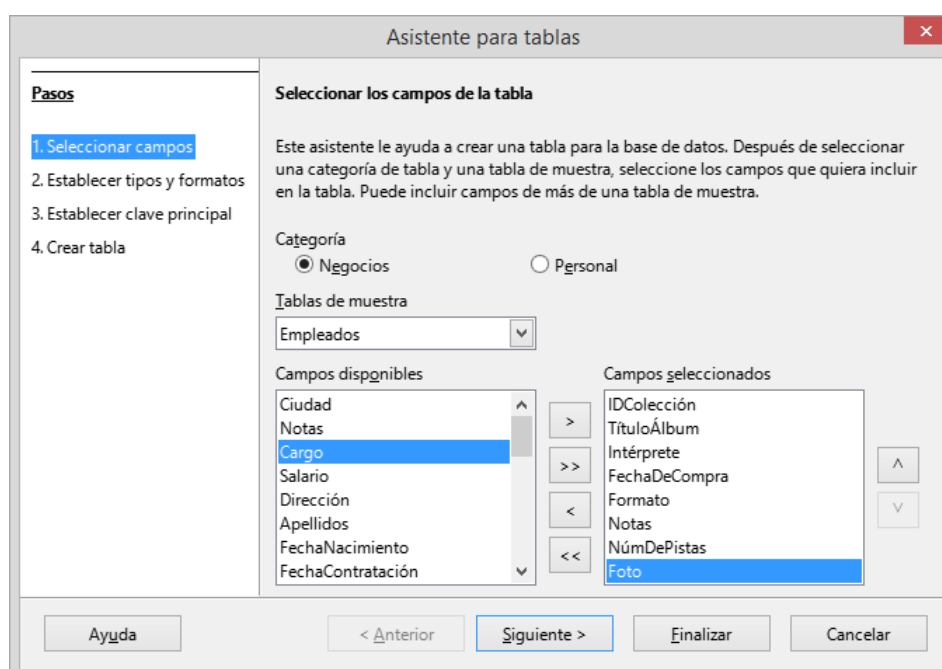 Asistente para tablas
×
Pasos
1. Seleccionar campos
2. Establecer tipos y formatos
3. Establecer clave principal
4. Crear tabla
Seleccionar los campos de la tabla
Este asistente le ayuda a crear una tabla para la base de datos. Después de seleccionar
una categoría de tabla y una tabla de muestra, seleccione los campos que quiera incluir
en la tabla. Puede incluir campos de más de una tabla de muestra.
Categoría
Negocios
Personal
Tablas de muestra
Empleados
Campos disponibles
Ciudad
Notas
Cargo
Salario
Dirección
Apellidos
FechaNacimiento
FechaContratación
>
>>
<
<<
Campos seleccionados
IDColección
TítuloÁlbum
Intérprete
FechaDeCompra
Formato
Notas
NúmDePistas
Foto
Ayuda
< Anterior
Siguiente >
Finalizar
Cancelar